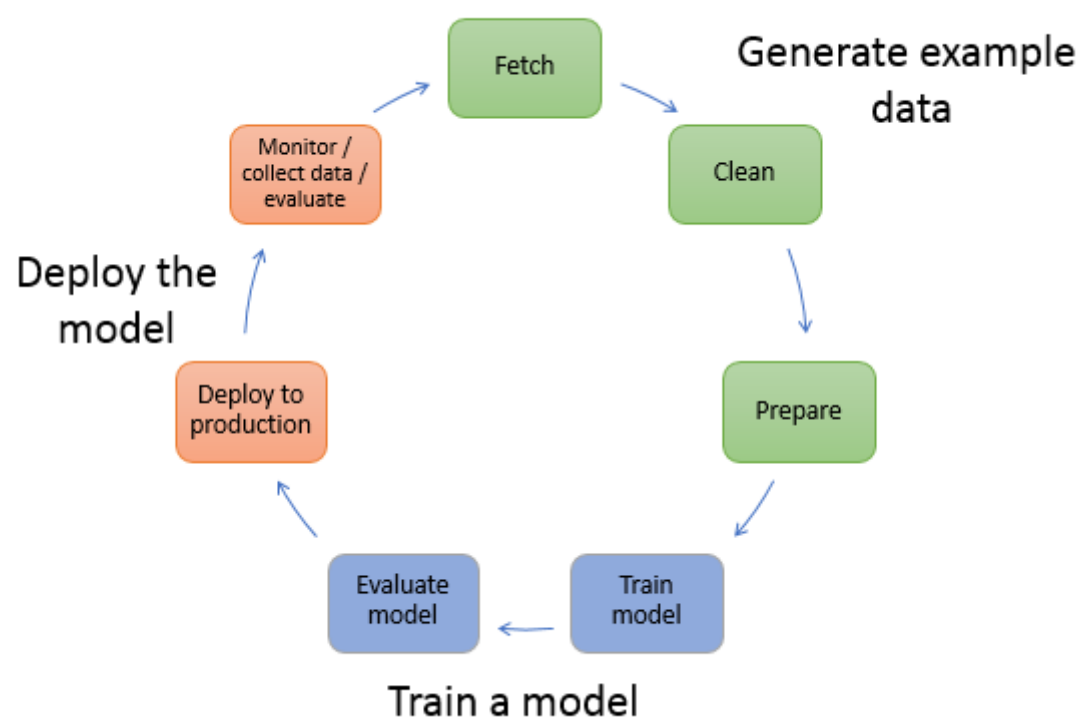 Fetch
Generate example
data
Clean
Prepare
Train
model
Train a model
Evaluate
model
Deploy to
production
Deploy the
model
Monitor /
collect data /
evaluate